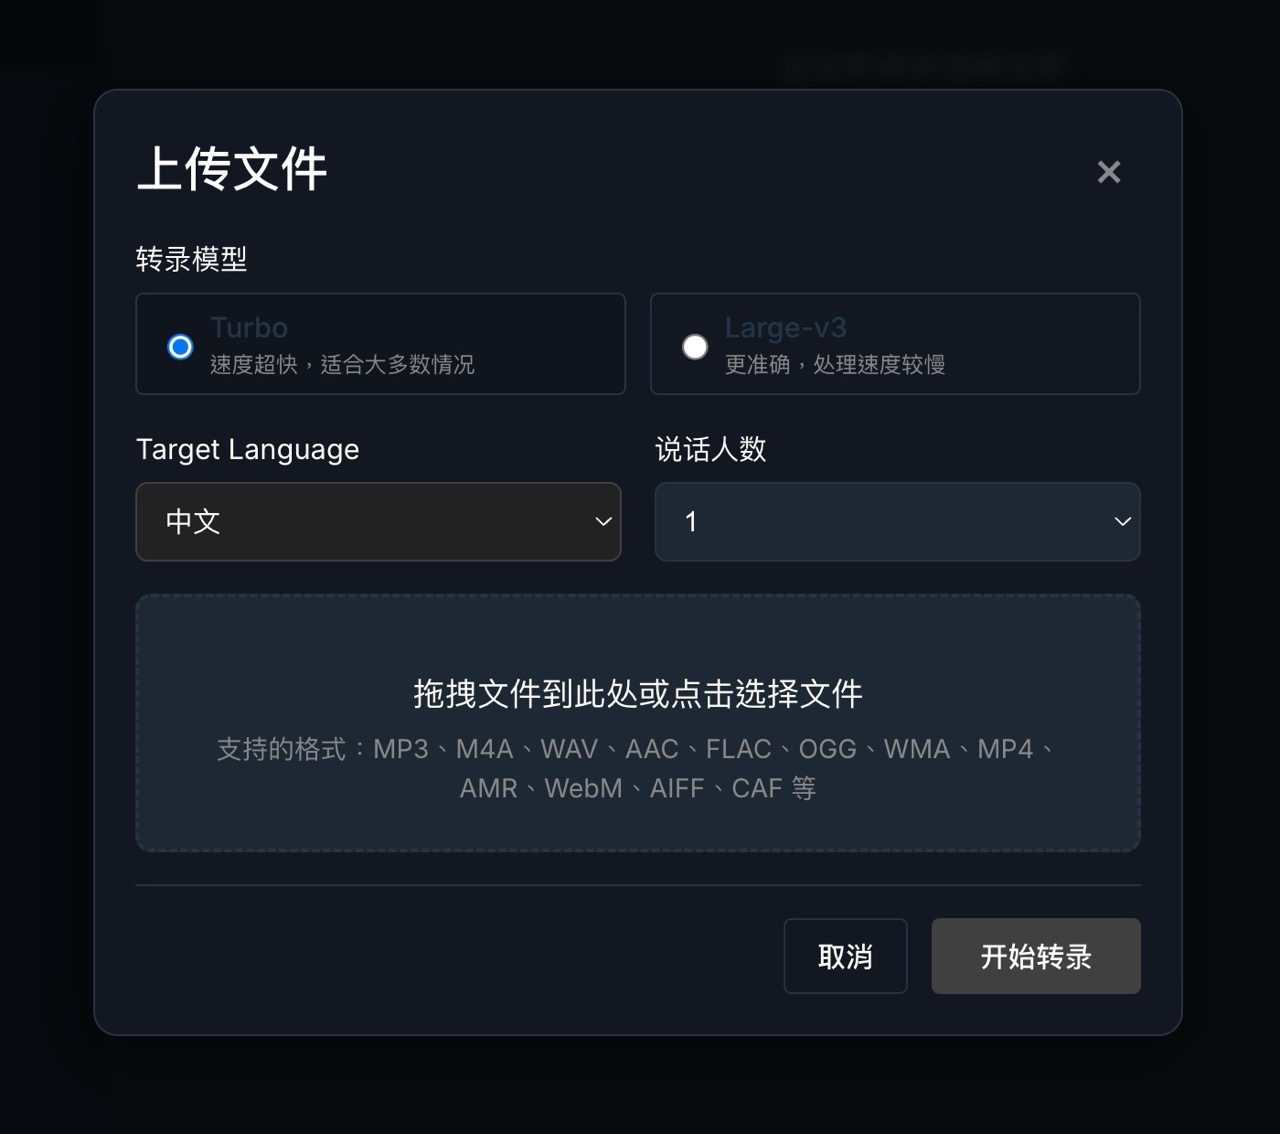 上传文件
转录模型
Turbo
速度超快，适合大多数情况
Large-v3
更准确，处理速度较慢
Target Language
说话人数
中文
1
拖拽文件到此处或点击选择文件
支持的格式：MP3、M4A、WAV、AAC、FLAC、OGG、WMA、MP4、
AMR、WebM、AIFF、CAF 等
取消
开始转录